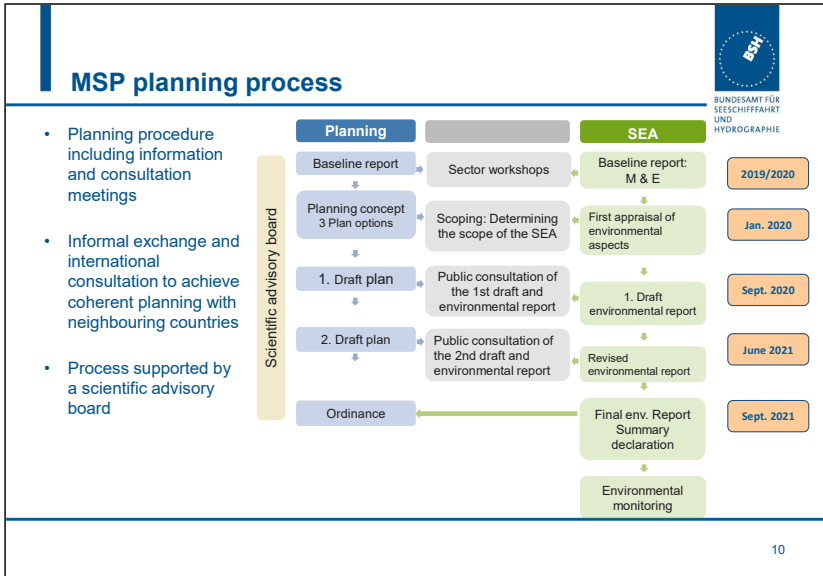 MSP planning process
BSH
BUNDESAMT FÜR
SEESCHIFFFAHRT
UND
HYDROGRAPHIE
• Planning procedure
including information
and consultation
meetings
• Informal exchange and
international
consultation to achieve
coherent planning with
neighbouring countries
• Process supported by
a scientific advisory
board
Scientific advisory board
Planning
SEA
Baseline report
Sector workshops
Baseline report:
M & E
2019/2020
Planning concept
3 Plan options
Scoping: Determining
the scope of the SEA
First appraisal of
environmental
aspects
Jan. 2020
1. Draft plan
Public consultation of
the 1st draft and
environmental report
1. Draft
environmental report
Sept. 2020
2. Draft plan
Public consultation of
the 2nd draft and
environmental report
Revised
environmental report
June 2021
Ordinance
Final env. Report
Summary
declaration
Sept. 2021
Environmental
monitoring
10